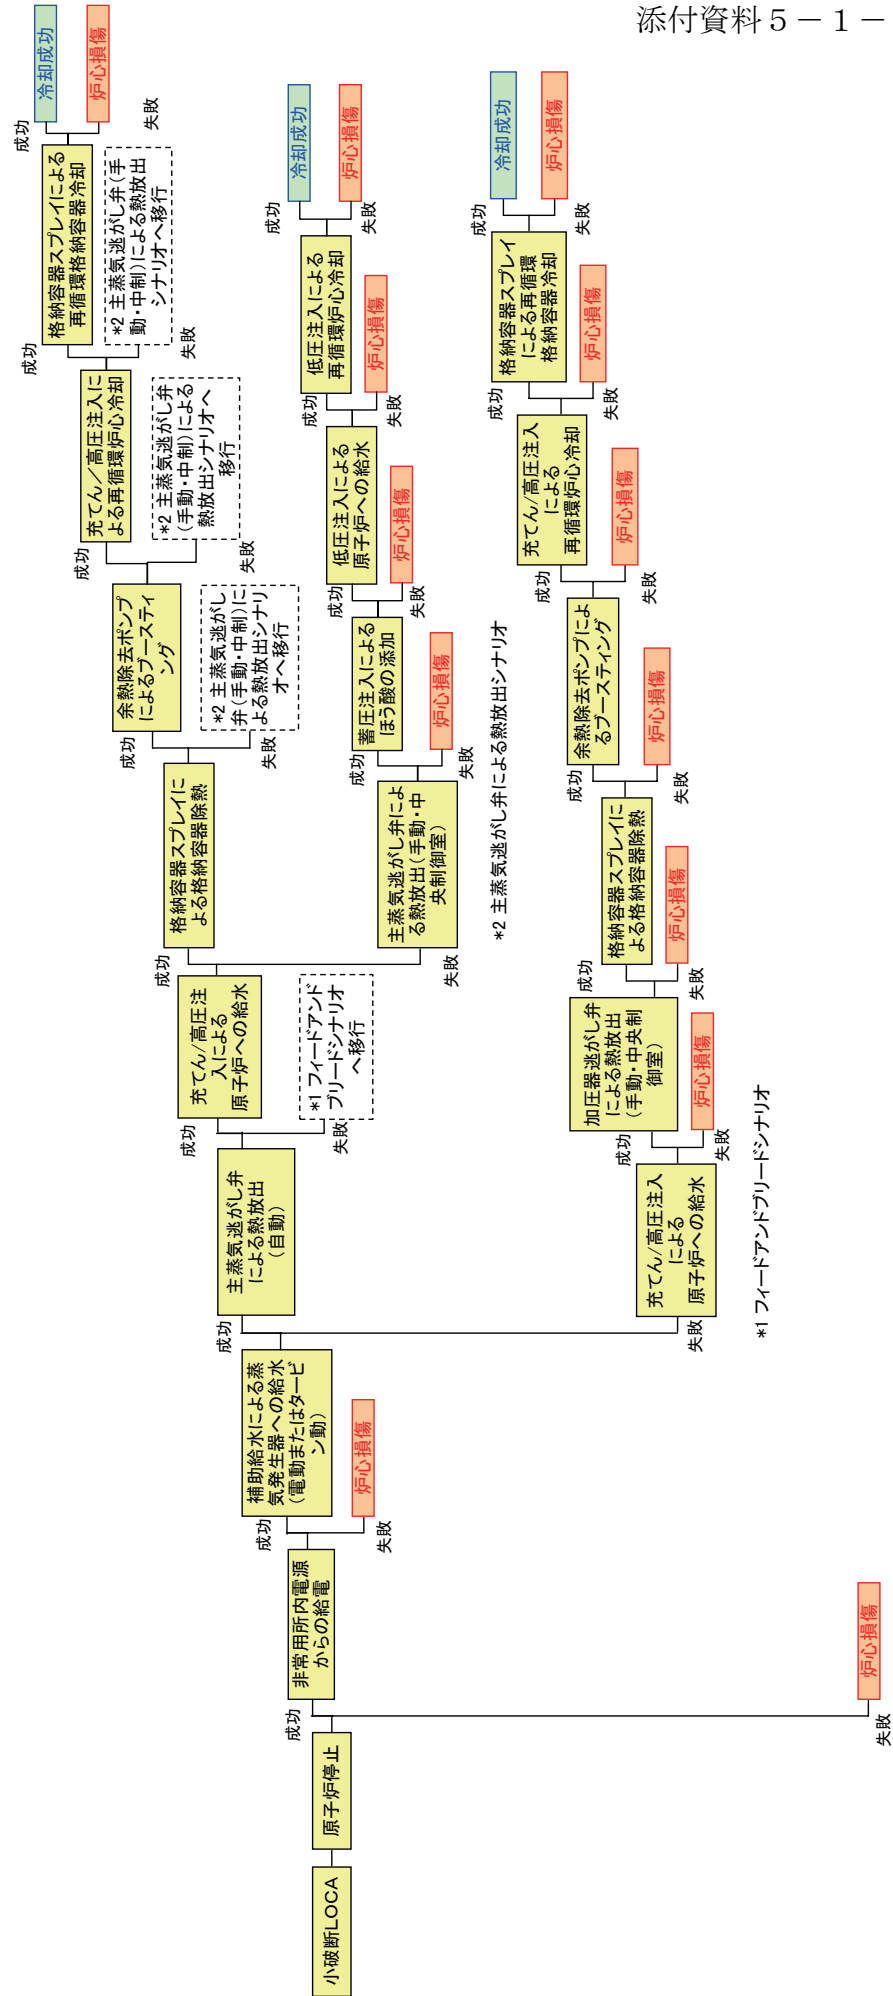 添付資料５－１－
小破断LOCA
原子炉停止
成功
失敗
炉心損傷
非常用所内電源
からの給電
成功
失敗
炉心損傷
補助給水による蒸
気発生器への給水
(電動またはタービ
ン動)
成功
失敗
主蒸気逃がし弁
による熱放出
(自動)
成功
失敗
*1 フィードアンド
ブリードシナリオ
へ移行
充てん/高圧注
入による
原子炉への給水
成功
失敗
格納容器スプレイに
よる格納容器除熱
成功
失敗
*2 主蒸気逃がし
弁(手動・中制)に
よる熱放出シナリ
オへ移行
余熱除去ポンプ
によるブースティ
ング
成功
失敗
*2 主蒸気逃がし弁
(手動・中制)による
熱放出シナリオへ
移行
充てん／高圧注入に
よる再循環炉心冷却
成功
失敗
*2 主蒸気逃がし弁(手
動・中制)による熱放出
シナリオへ移行
格納容器スプレイによる
再循環格納容器冷却
成功
失敗
冷却成功
炉心損傷
主蒸気逃がし弁によ
る熱放出(手動・中
央制御室)
成功
失敗
炉心損傷
蓄圧注入による
ほう酸の添加
成功
失敗
炉心損傷
低圧注入による
原子炉への給水
成功
失敗
炉心損傷
低圧注入による
再循環炉心冷却
成功
失敗
冷却成功
炉心損傷
*2 主蒸気逃がし弁による熱放出シナリオ
充てん/高圧注入
による
原子炉への給水
成功
失敗
炉心損傷
加圧器逃がし弁
による熱放出
(手動・中央制
御室)
成功
失敗
炉心損傷
格納容器スプレイに
よる格納容器除熱
成功
失敗
炉心損傷
余熱除去ポンプによ
るブースティング
成功
失敗
炉心損傷
充てん/高圧注入
による
再循環炉心冷却
成功
失敗
炉心損傷
格納容器スプレイ
による再循環
格納容器冷却
成功
失敗
冷却成功
炉心損傷
*1 フィードアンドブリードシナリオ